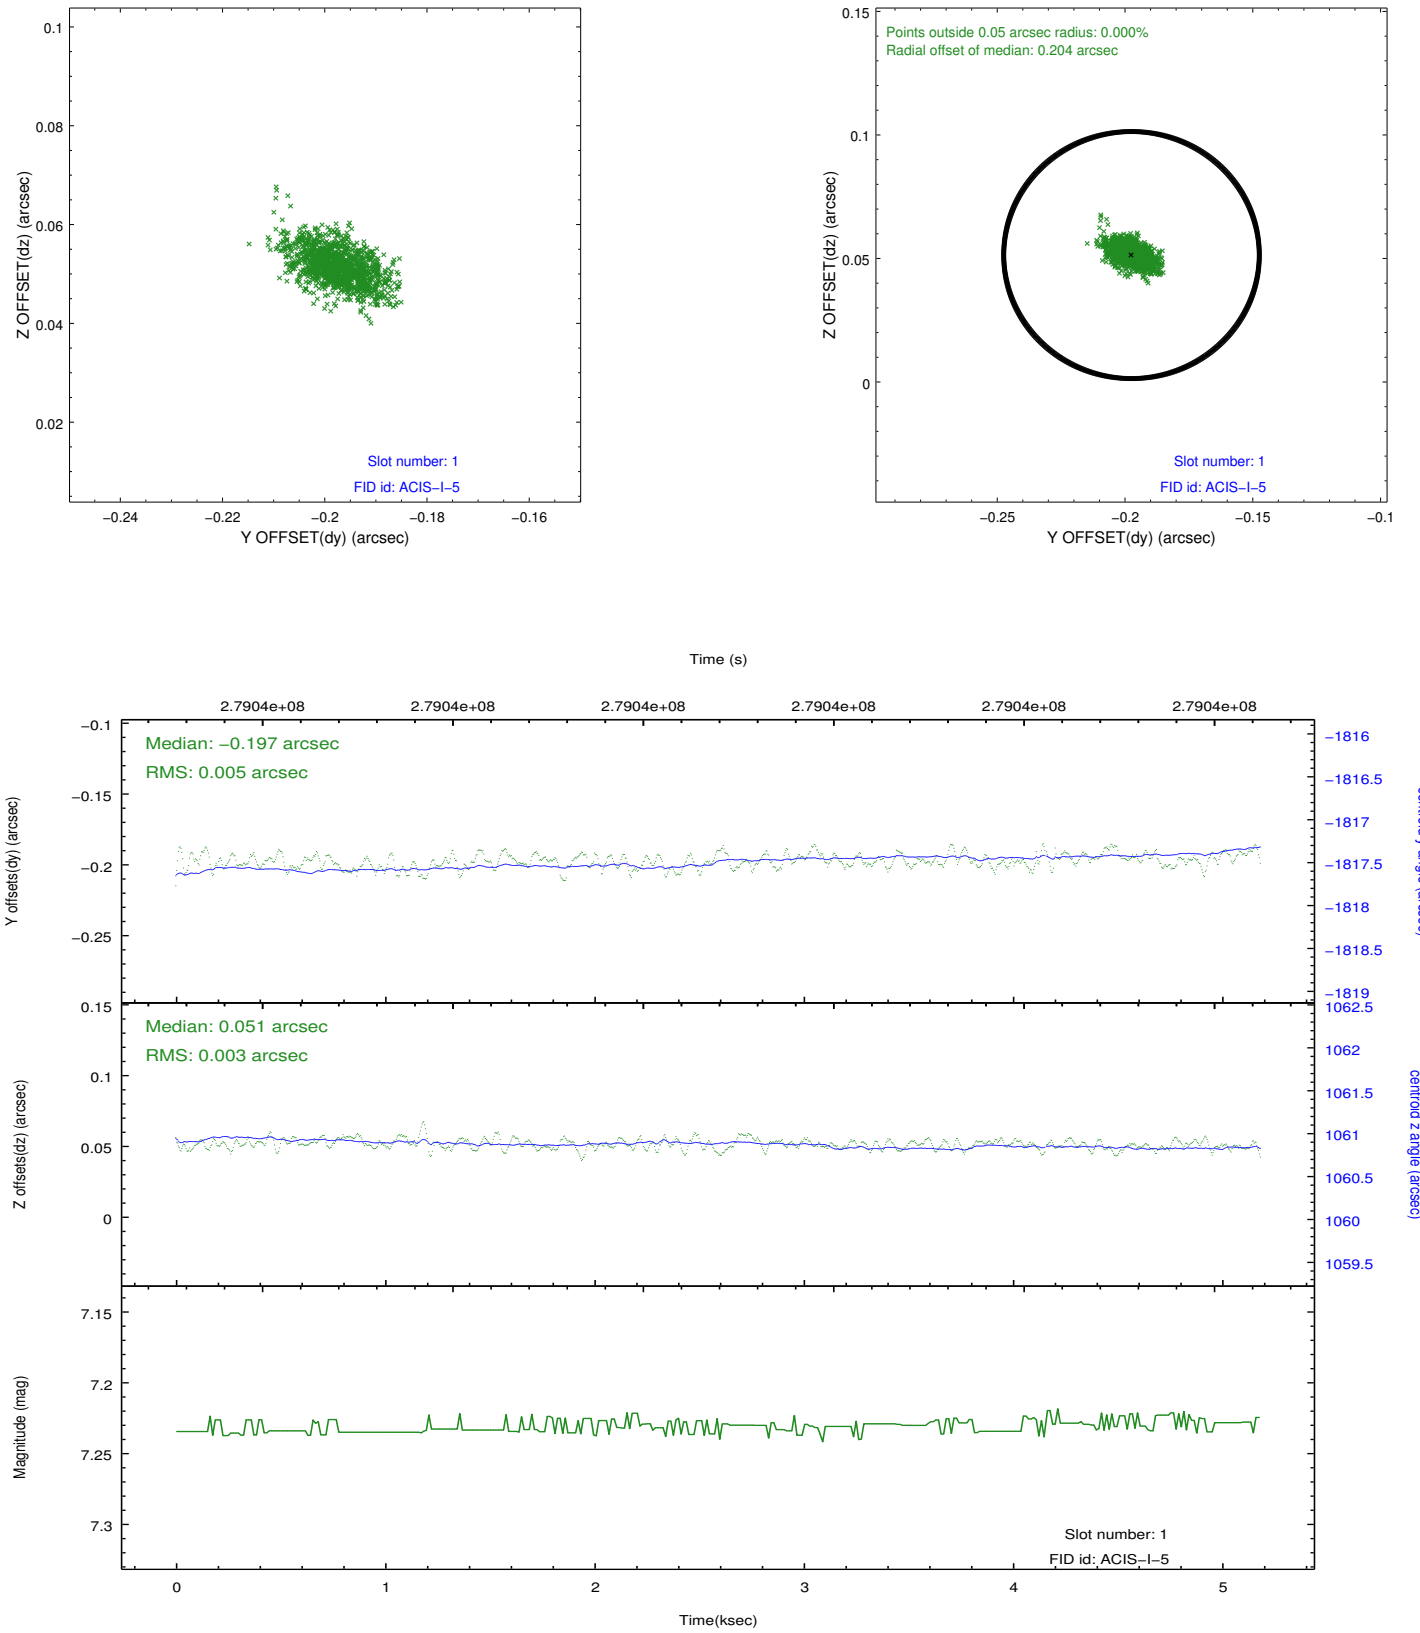 0.1
0.08
0.06
0.04
0.02
Z OFFSET(dz) (arcsec)
Slot number: 1
FID id: ACIS−I−5
−0.24 −0.22 −0.2 −0.18 −0.16
Y OFFSET(dy) (arcsec)
0.15
0.1
0.05
0
Z OFFSET(dz) (arcsec)
Points outside 0.05 arcsec radius: 0.000%
Radial offset of median: 0.204 arcsec
Slot number: 1
FID id: ACIS−I−5
−0.25 −0.2 −0.15 −0.1
Y OFFSET(dy) (arcsec)
Time (s)
2.7904e+08 2.7904e+08 2.7904e+08 2.7904e+08 2.7904e+08 2.7904e+08
−0.1
−0.15
−0.2
−0.25
Y offsets(dy) (arcsec)
Median: −0.197 arcsec
RMS: 0.005 arcsec
−1816
−1816.5
−1817
−1817.5
−1818
−1818.5
−1819
0.15
0.1
0.05
0
Z offsets(dz) (arcsec)
Median: 0.051 arcsec
RMS: 0.003 arcsec
1062.5
1062
1061.5
1061
1060.5
1060
1059.5
centroid z angle (arcsec)
7.15
7.2
7.25
7.3
Magnitude (mag)
Slot number: 1
FID id: ACIS−I−5
0 1 2 3 4 5
Time(ksec)